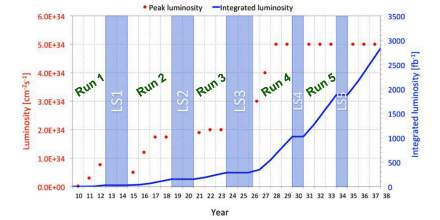 Peak luminosity Integrated luminosity
6.0E+34
5.0E+34
4.0E+34
3.0E+34
2.0E+34
1.0E+34
0.0E+00
Luminosity [cm-2s-1]
Run 1
LS1
Run 2
LS2
Run 3
LS3
Run 4
LS4
Run 5
LS5
3500
3000
2500
2000
1500
1000
500
0
Integrated luminosity [fb-1]
10 11 12 13 14 15 16 17 18 19 20 21 22 23 24 25 26 27 28 29 30 31 32 33 34 35 36 37 38
Year